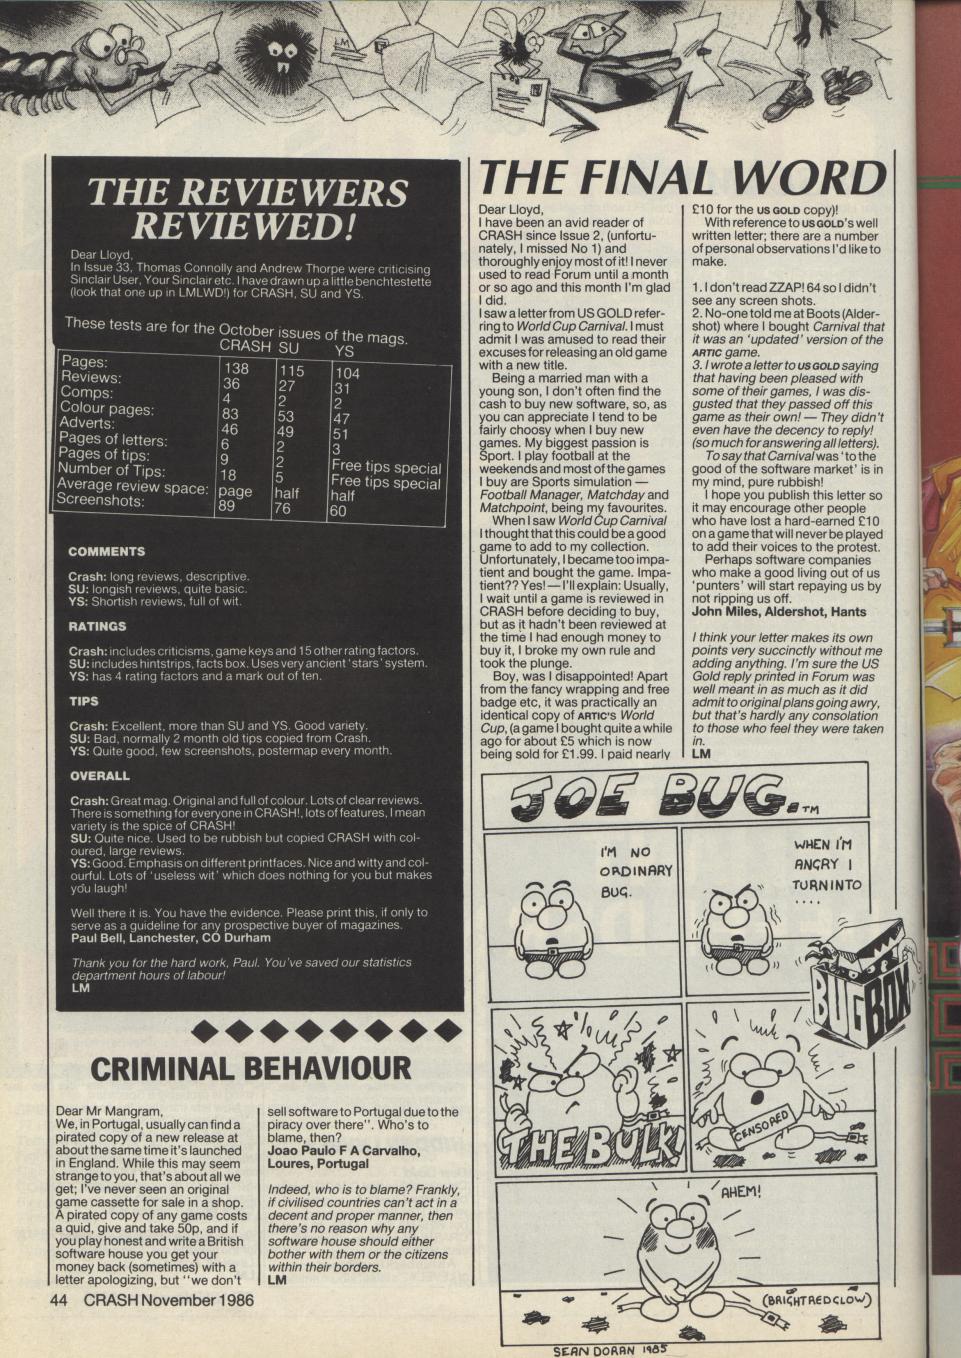 LM
THE REVIEWERS
REVIEWED!
Dear Lloyd,
In Issue 33, Thomas Connolly and Andrew Thorpe were criticising
Sinclair User, Your Sinclair etc. I have drawn up a little benchtestette
(look that one up in LMLWD!) for CRASH, SU and YS.
These tests are for the October issues of the mags.
CRASH SU YS
Pages: 138 115 104
Reviews: 36 27 31
Comps: 4 2 2
Colour pages: 83 53 47
Adverts: 46 49 51
Pages of letters: 6 2 3
Pages of tips: 9 2 Free tips special
Number of Tips: 18 5 Free tips special
Average review space: page half half
Screenshots: 89 76 60
COMMENTS
Crash: long reviews, descriptive.
SU: longish reviews, quite basic.
YS: Shortish reviews, full of wit.
RATINGS
Crash: includes criticisms, game keys and 15 other rating factors.
SU: includes hintstrips, facts box. Uses very ancient 'stars' system.
YS: has 4 rating factors and a mark out of ten.
TIPS
Crash: Excellent, more than SU and YS. Good variety.
SU: Bad, normally 2 month old tips copied from Crash.
YS: Quite good, few screenshots, postermap every month.
OVERALL
Crash: Great mag. Original and full of colour. Lots of clear reviews.
There is something for everyone in CRASH!, lots of features, I mean
variety is the spice of CRASH!
SU: Quite nice. Used to be rubbish but copied CRASH with col-
oured, large reviews.
YS: Good. Emphasis on different printfaces. Nice and witty and col-
ourful. Lots of 'useless wit' which does nothing for you but makes
you laugh!
Well there it is. You have the evidence. Please print this, if only to
serve as a guideline for any prospective buyer of magazines.
Paul Bell, Lanchester, CO Durham
Thank you for the hard work, Paul. You've saved our statistics
department hours of labour!
LM
CRIMINAL BEHAVIOUR
Dear Mr Mangram,
We, in Portugal, usually can find a
pirated copy of a new release at
about the same time it's launched
in England. While this may seem
strange to you, that's about all we
get; I've never seen an original
game cassette for sale in a shop.
A pirated copy of any game costs
a quid, give and take 50p, and if
you play honest and write a British
software house you get your
money back (sometimes) with a
letter apologizing, but "we don't
sell software to Portugal due to the
piracy over there". Who's to
blame, then?
Joao Paulo F A Carvalho,
Loures, Portugal
Indeed, who is to blame? Frankly,
if civilised countries can't act in a
decent and proper manner, then
there's no reason why any
software house should either
bother with them or the citizens
within their borders.
LM
THE FINAL WORD
Dear Lloyd,
I have been an avid reader of
CRASH since Issue 2, (unfortu-
nately, I missed No 1) and
thoroughly enjoy most of it! I never
used to read Forum until a month
or so ago and this month I'm glad
I did.
I saw a letter from US GOLD refer-
ring to World Cup Carnival. I must
admit I was amused to read their
excuses for releasing an old game
with a new title.
Being a married man with a
young son, I don't often find the
cash to buy new software, so, as
you can appreciate I tend to be
fairly choosy when I buy new
games. My biggest passion is
Sport. I play football at the
weekends and most of the games
I buy are Sports simulation —
Football Manager, Matchday and
Matchpoint, being my favourites.
When I saw World Cup Carnival
I thought that this could be a good
game to add to my collection.
Unfortunately, I became too impa-
tient and bought the game. Impa-
tient?? Yes! — I'll explain: Usually,
I wait until a game is reviewed in
CRASH before deciding to buy,
but as it hadn't been reviewed at
the time I had enough money to
buy it, I broke my own rule and
took the plunge.
Boy, was I disappointed! Apart
from the fancy wrapping and free
badge etc, it was practically an
identical copy of ARTIC'S World
Cup, (a game I bought quite a while
ago for about £5 which is now
being sold for £1.99. I paid nearly
£10 for the US GOLD copy)!
With reference to US GOLD's well
written letter; there are a number
of personal observations I'd like to
make.
1. I don't read ZZAP! 64 so I didn't
see any screen shots.
2. No-one told me at Boots (Alder-
shot) where I bought Carnival that
it was an 'updated' version of the
ARTIC game.
3. I wrote a letter to US GOLD saying
that having been pleased with
some of their games, I was dis-
gusted that they passed off this
game as their own! — They didn't
even have the decency to reply!
(so much for answering all letters).
To say that Carnival was 'to the
good of the software market' is in
my mind, pure rubbish!
I hope you publish this letter so
it may encourage other people
who have lost a hard-earned £10
on a game that will never be played
to add their voices to the protest.
Perhaps software companies
who make a good living out of us
'punters' will start repaying us by
not ripping us off.
John Miles, Aldershot, Hants
I think your letter makes its own
points very succinctly without me
adding anything. I'm sure the US
Gold reply printed in Forum was
well meant in as much as it did
admit to original plans going awry,
but that's hardly any consolation
to those who feel they were taken
in.
LM
JOE BUG.™
I'M NO
ORDINARY
BUG.
WHEN I'M
ANGRY I
TURN INTO
....
BUG BOX
THE BULK!
CENSORED
AHEM!
(BRIGHT RED GLOW)
SEAN DORAN 1985
44 CRASH November 1986